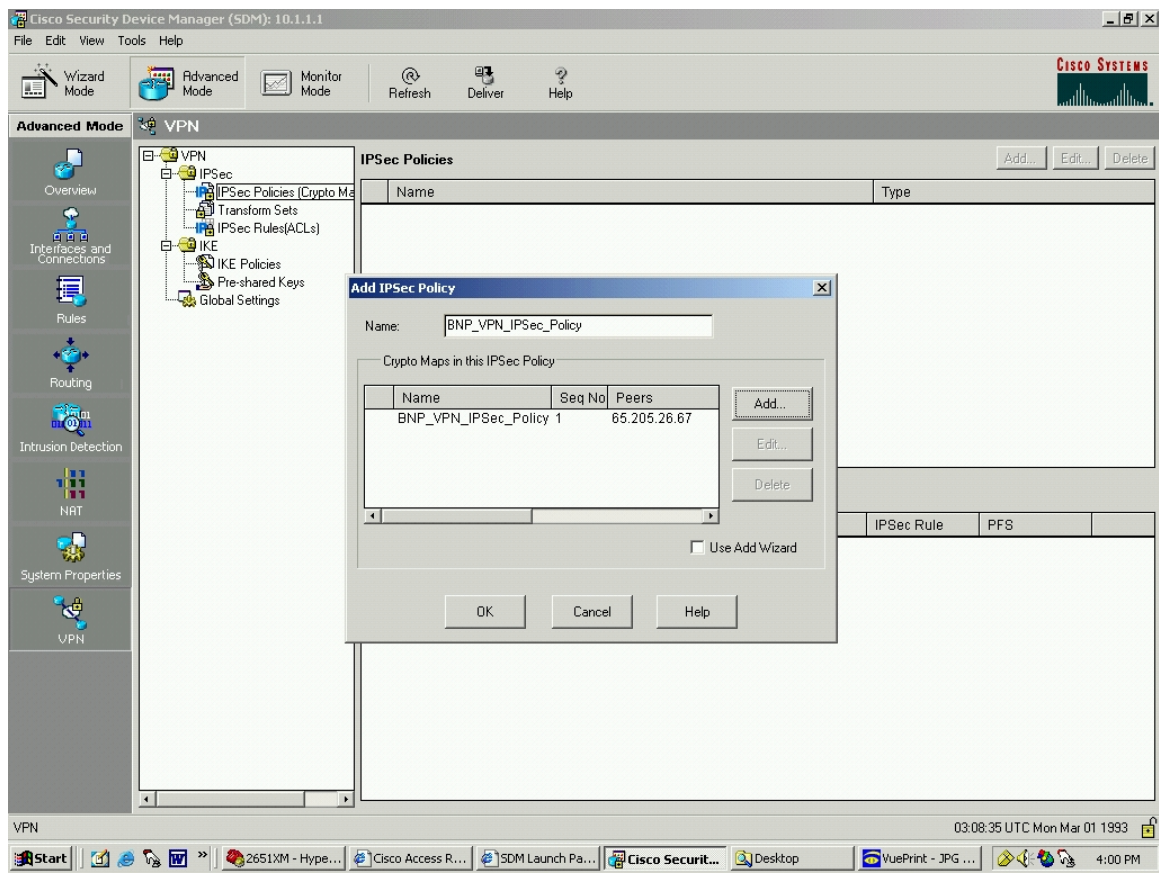 Cisco Security Device Manager (SDM): 10.1.1.1
File Edit View Tools Help
Wizard Mode
Advanced Mode
Monitor Mode
Refresh
Deliver
Help
CISCO SYSTEMS
Advanced Mode
VPN
Overview
Interfaces and Connections
Rules
Routing
Intrusion Detection
NAT
System Properties
VPN
VPN
IPSec
IPSec Policies (Crypto Ma
Transform Sets
IPSec Rules(ACLs)
IKE
IKE Policies
Pre-shared Keys
Global Settings
IPSec Policies
Add... Edit... Delete
Name Type
Add IPSec Policy
Name: BNP_VPN_IPSec_Policy
Crypto Maps in this IPSec Policy
Name Seq No Peers
BNP_VPN_IPSec_Policy 1 65.205.26.67
Add...
Edit...
Delete
Use Add Wizard
OK Cancel Help
IPSec Rule PFS
VPN
03:08:35 UTC Mon Mar 01 1993
Start » 2651XM - Hype... Cisco Access R... SDM Launch Pa... Cisco Securit... Desktop VuePrint - JPG ... 4:00 PM